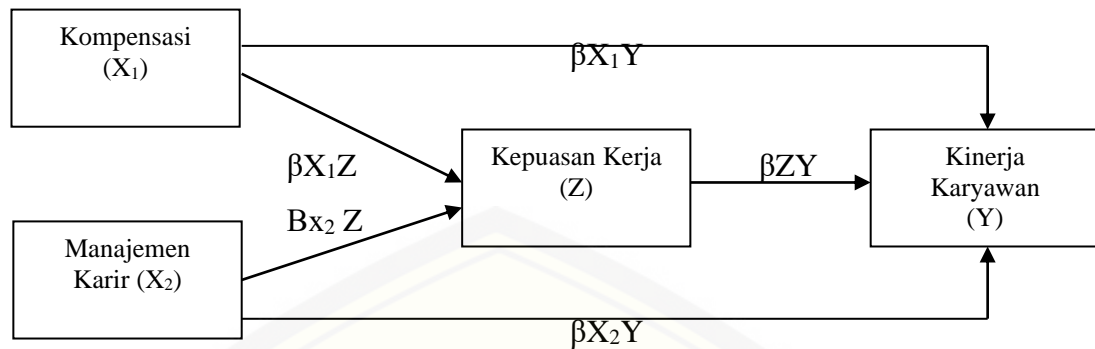 Kompensasi
(X₁)
βX₁Y
βX₁Z
Kepuasan Kerja
(Z)
βZY
Kinerja
Karyawan
(Y)
Bx₂ Z
Manajemen
Karir (X₂)
βX₂Y